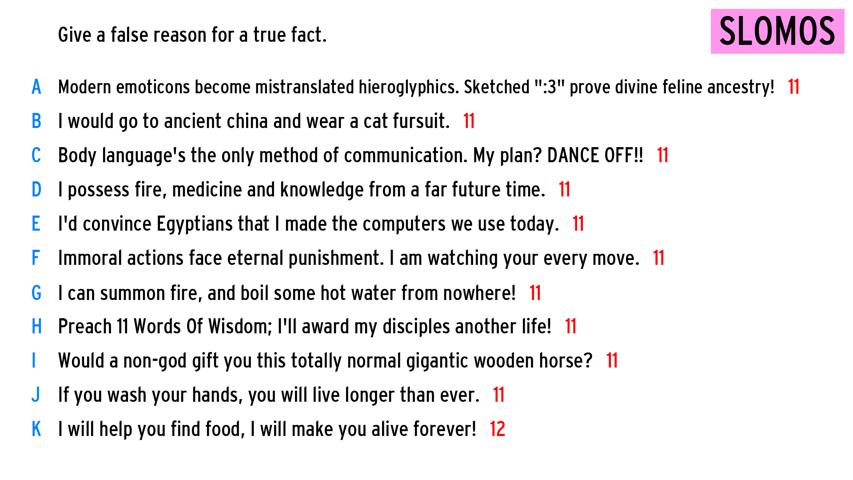 Give a false reason for a true fact.
SLOMOS
A Modern emoticons become mistranslated hieroglyphics. Sketched ":3" prove divine feline ancestry! 11
B I would go to ancient china and wear a cat fursuit. 11
C Body language's the only method of communication. My plan? DANCE OFF!! 11
D I possess fire, medicine and knowledge from a far future time. 11
E I'd convince Egyptians that I made the computers we use today. 11
F Immoral actions face eternal punishment. I am watching your every move. 11
G I can summon fire, and boil some hot water from nowhere! 11
H Preach 11 Words Of Wisdom; I'll award my disciples another life! 11
I Would a non-god gift you this totally normal gigantic wooden horse? 11
J If you wash your hands, you will live longer than ever. 11
K I will help you find food, I will make you alive forever! 12